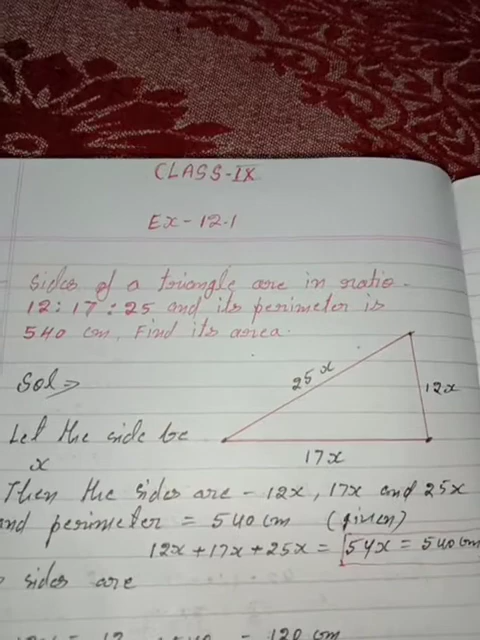 CLASS-IX
Ex-12.1
Sides of a triangle are in ratio.
12:17:25 and its perimeter is
540 cm. Find its area.
Sol⇒
25x
12x
17x
Let the side be
x
Then the sides are - 12x, 17x and 25x
and perimeter = 540 cm (given)
12x+17x+25x = 54x = 540 cm
sides are
= 120 cm